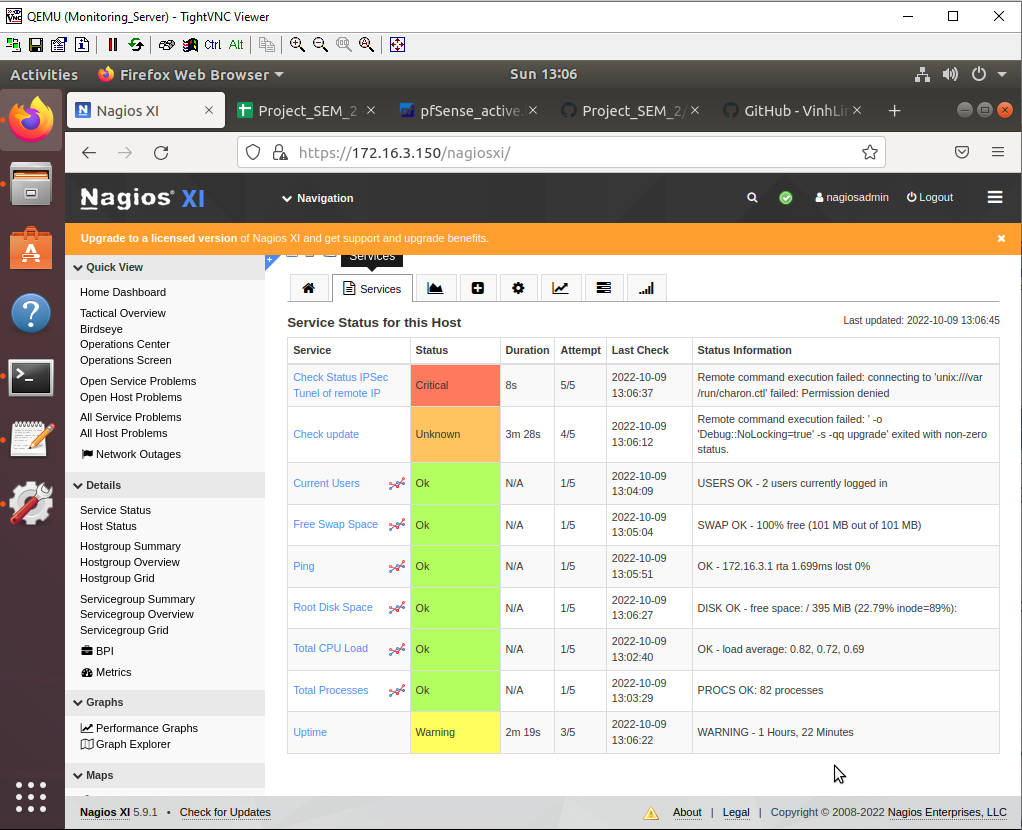 QEMU (Monitoring_Server) - TightVNC Viewer
Ctrl Alt
Activities Firefox Web Browser Sun 13:06
Nagios XI Project_SEM_2 pfSense_active. Project_SEM_2/ GitHub - VinhLir
https://172.16.3.150/nagiosxi/
Nagios® XI Navigation nagiosadmin Logout
Upgrade to a licensed version of Nagios XI and get support and upgrade benefits.
Quick View
Home Dashboard
Tactical Overview
Birdseye
Operations Center
Operations Screen
Open Service Problems
Open Host Problems
All Service Problems
All Host Problems
Network Outages
Details
Service Status
Host Status
Hostgroup Summary
Hostgroup Overview
Hostgroup Grid
Servicegroup Summary
Servicegroup Overview
Servicegroup Grid
BPI
Metrics
Graphs
Performance Graphs
Graph Explorer
Maps
Services
Services
Service Status for this Host Last updated: 2022-10-09 13:06:45
Service Status Duration Attempt Last Check Status Information
Check Status IPSec Tunel of remote IP Critical 8s 5/5 2022-10-09 13:06:37 Remote command execution failed: connecting to 'unix:///var/run/charon.ctl' failed: Permission denied
Check update Unknown 3m 28s 4/5 2022-10-09 13:06:12 Remote command execution failed: ' -o 'Debug::NoLocking=true' -s -qq upgrade' exited with non-zero status.
Current Users Ok N/A 1/5 2022-10-09 13:04:09 USERS OK - 2 users currently logged in
Free Swap Space Ok N/A 1/5 2022-10-09 13:05:04 SWAP OK - 100% free (101 MB out of 101 MB)
Ping Ok N/A 1/5 2022-10-09 13:05:51 OK - 172.16.3.1 rta 1.699ms lost 0%
Root Disk Space Ok N/A 1/5 2022-10-09 13:06:27 DISK OK - free space: / 395 MiB (22.79% inode=89%):
Total CPU Load Ok N/A 1/5 2022-10-09 13:02:40 OK - load average: 0.82, 0.72, 0.69
Total Processes Ok N/A 1/5 2022-10-09 13:03:29 PROCS OK: 82 processes
Uptime Warning 2m 19s 3/5 2022-10-09 13:06:22 WARNING - 1 Hours, 22 Minutes
Nagios XI 5.9.1 • Check for Updates About | Legal | Copyright © 2008-2022 Nagios Enterprises, LLC